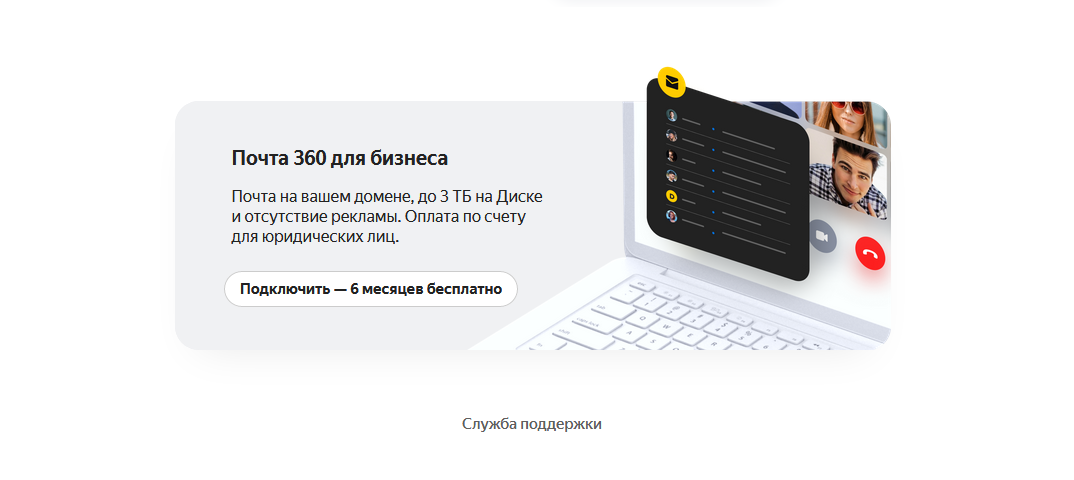 Почта 360 для бизнеса
Почта на вашем домене, до 3 ТБ на Диске
и отсутствие рекламы. Оплата по счету
для юридических лиц.
Подключить — 6 месяцев бесплатно
Служба поддержки